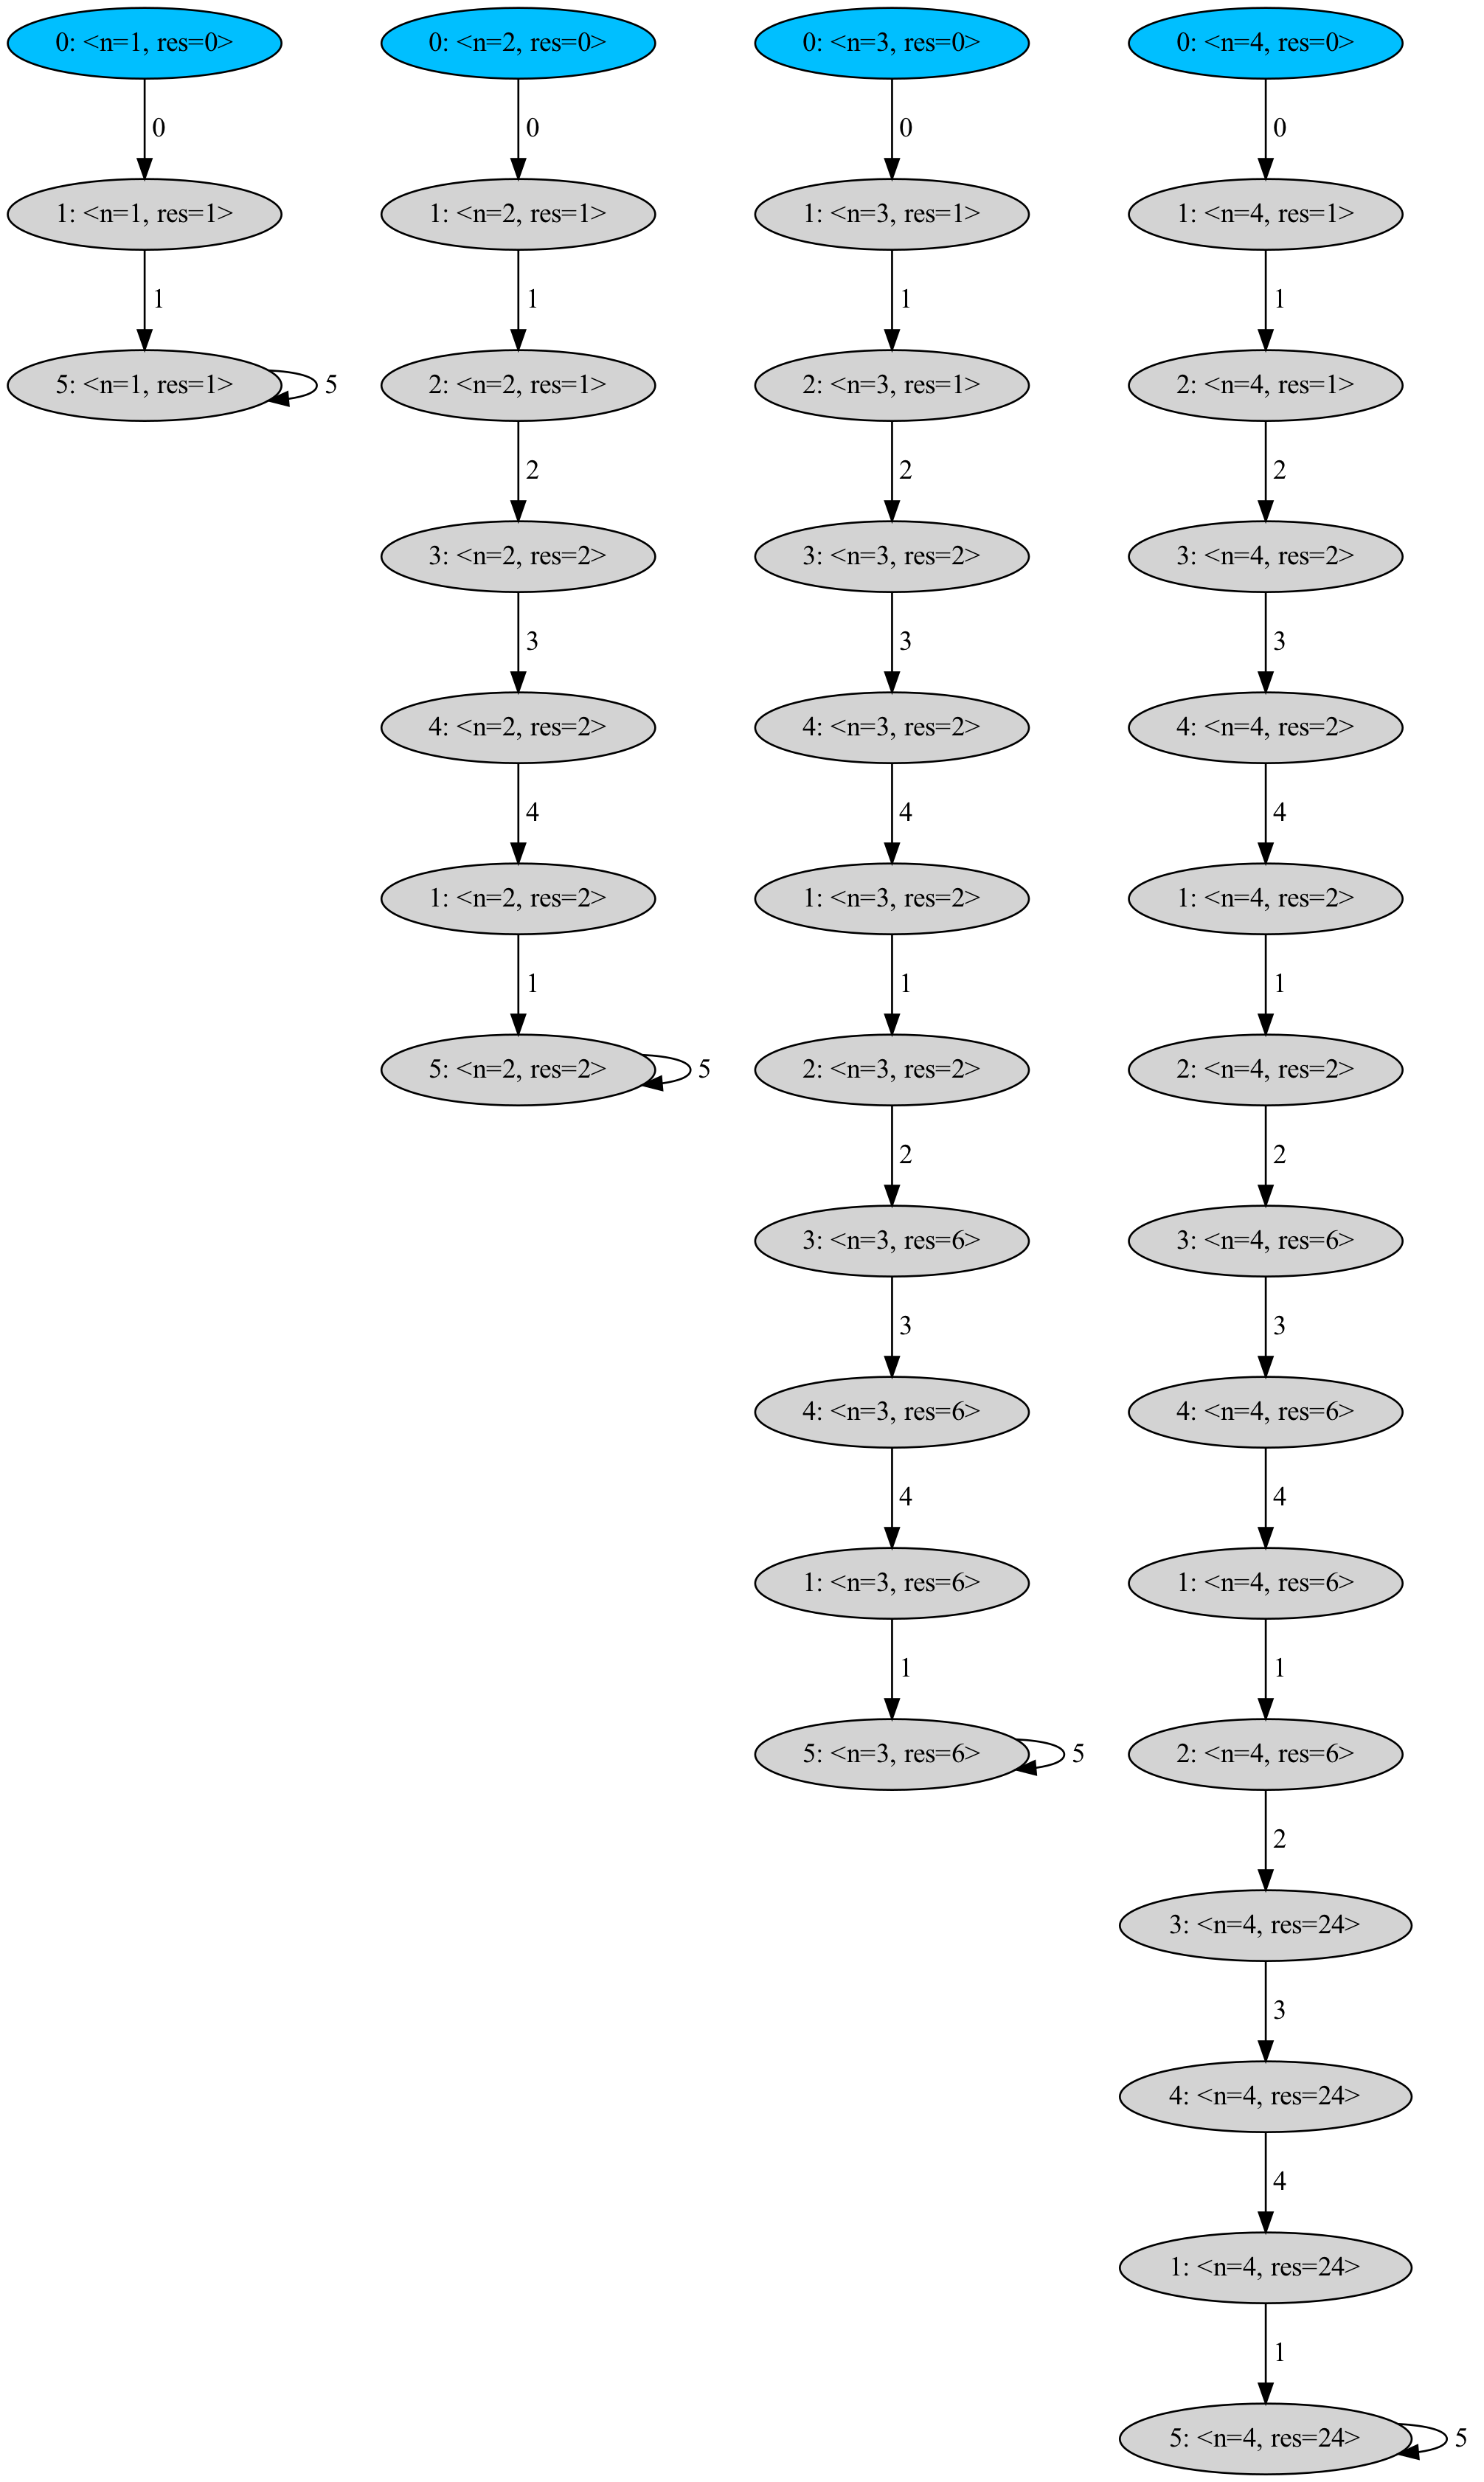 0: <n=1, res=0>
0
1: <n=1, res=1>
1
5: <n=1, res=1>
5
0: <n=2, res=0>
0
1: <n=2, res=1>
1
2: <n=2, res=1>
2
3: <n=2, res=2>
3
4: <n=2, res=2>
4
1: <n=2, res=2>
1
5: <n=2, res=2>
5
0: <n=3, res=0>
0
1: <n=3, res=1>
1
2: <n=3, res=1>
2
3: <n=3, res=2>
3
4: <n=3, res=2>
4
1: <n=3, res=2>
1
2: <n=3, res=2>
2
3: <n=3, res=6>
3
4: <n=3, res=6>
4
1: <n=3, res=6>
1
5: <n=3, res=6>
5
0: <n=4, res=0>
0
1: <n=4, res=1>
1
2: <n=4, res=1>
2
3: <n=4, res=2>
3
4: <n=4, res=2>
4
1: <n=4, res=2>
1
2: <n=4, res=2>
2
3: <n=4, res=6>
3
4: <n=4, res=6>
4
1: <n=4, res=6>
1
2: <n=4, res=6>
2
3: <n=4, res=24>
3
4: <n=4, res=24>
4
1: <n=4, res=24>
1
5: <n=4, res=24>
5